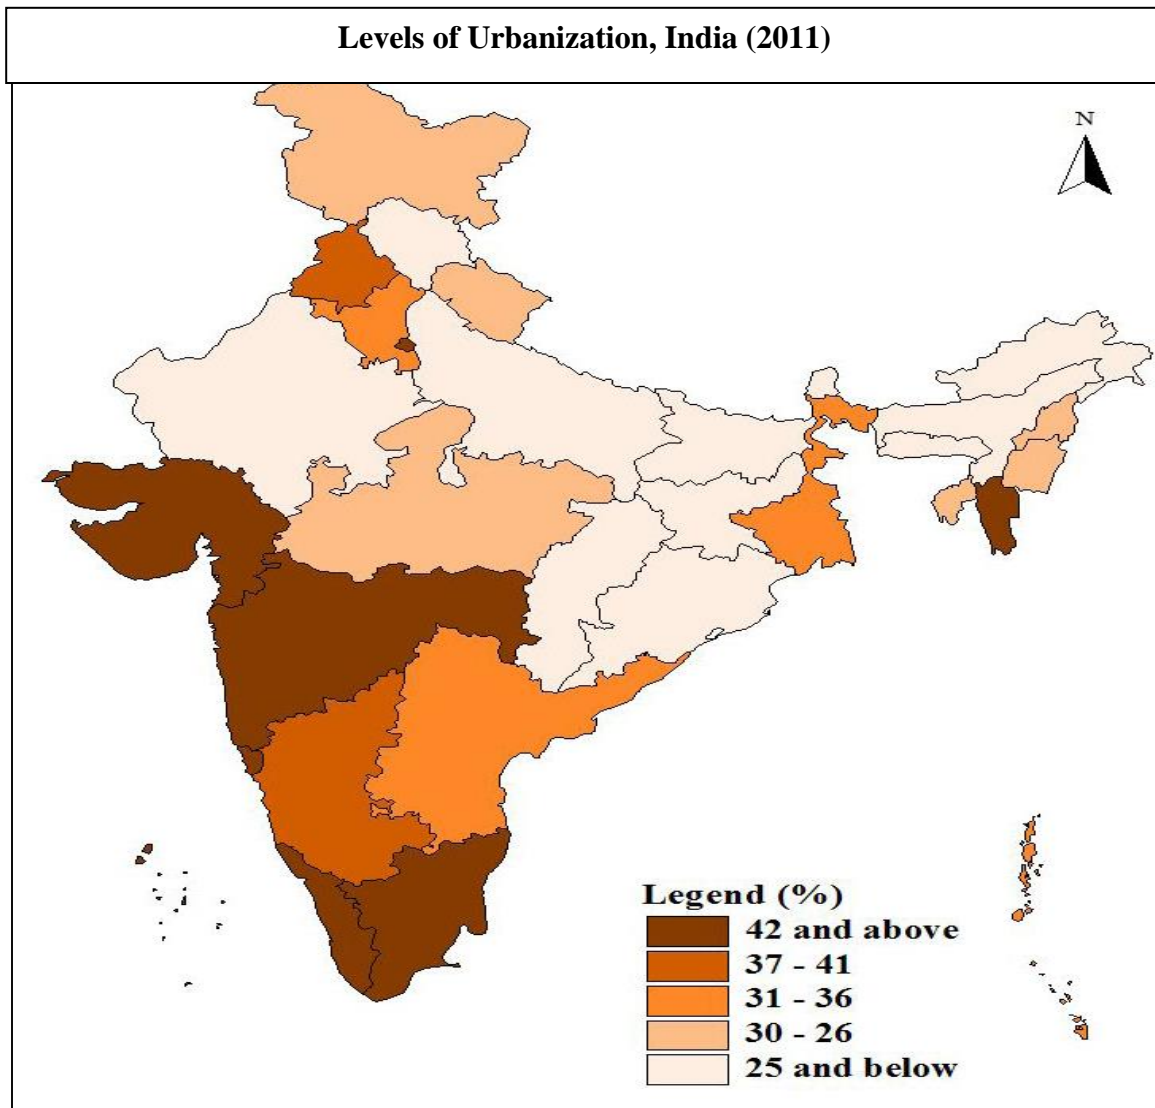 Levels of Urbanization, India (2011)
N
Legend (%)
42 and above
37 - 41
31 - 36
30 - 26
25 and below